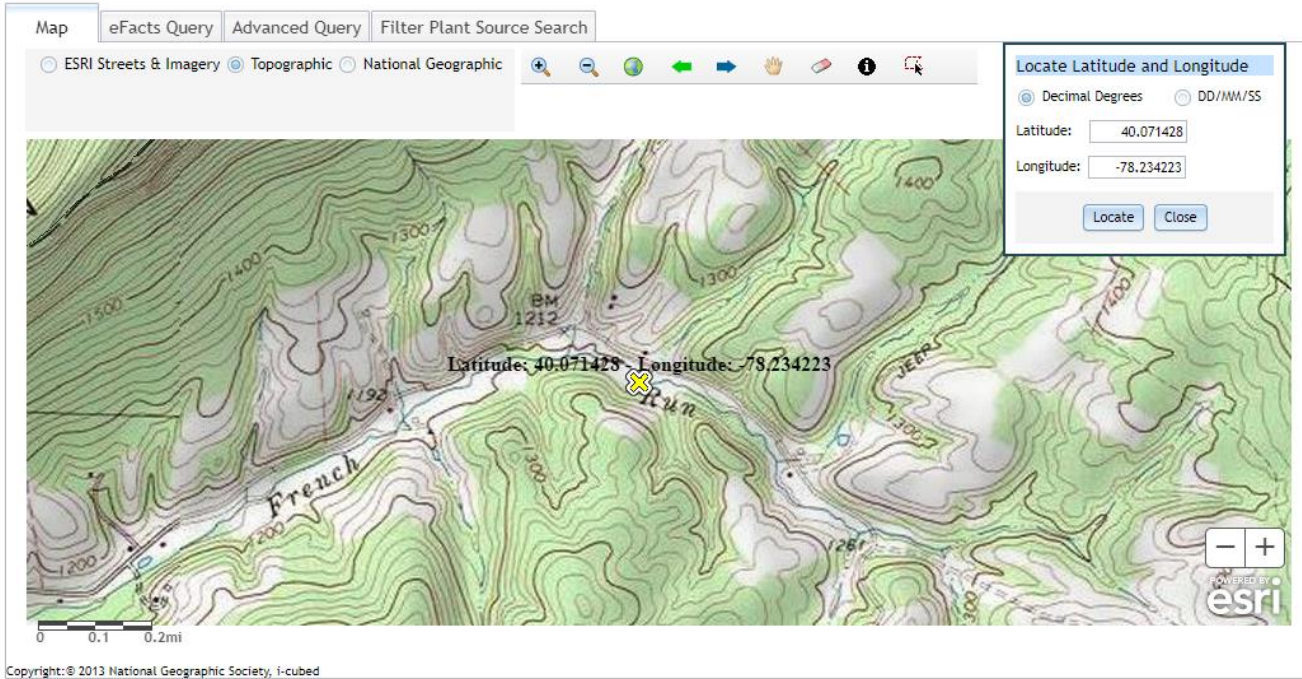 Map eFacts Query Advanced Query Filter Plant Source Search
ESRI Streets & Imagery Topographic National Geographic
Locate Latitude and Longitude
Decimal Degrees DD/MM/SS
Latitude: 40.071428
Longitude: -78.234223
Locate Close
1400
1300
1400
1300
1400
1500
BM
1212
Latitude: 40.071428 - Longitude: -78.234223
JEER
1192
Run
1300
1300
French
1200
1261
1200
300
− +
POWERED BY
esri
0 0.1 0.2mi
Copyright:© 2013 National Geographic Society, i-cubed